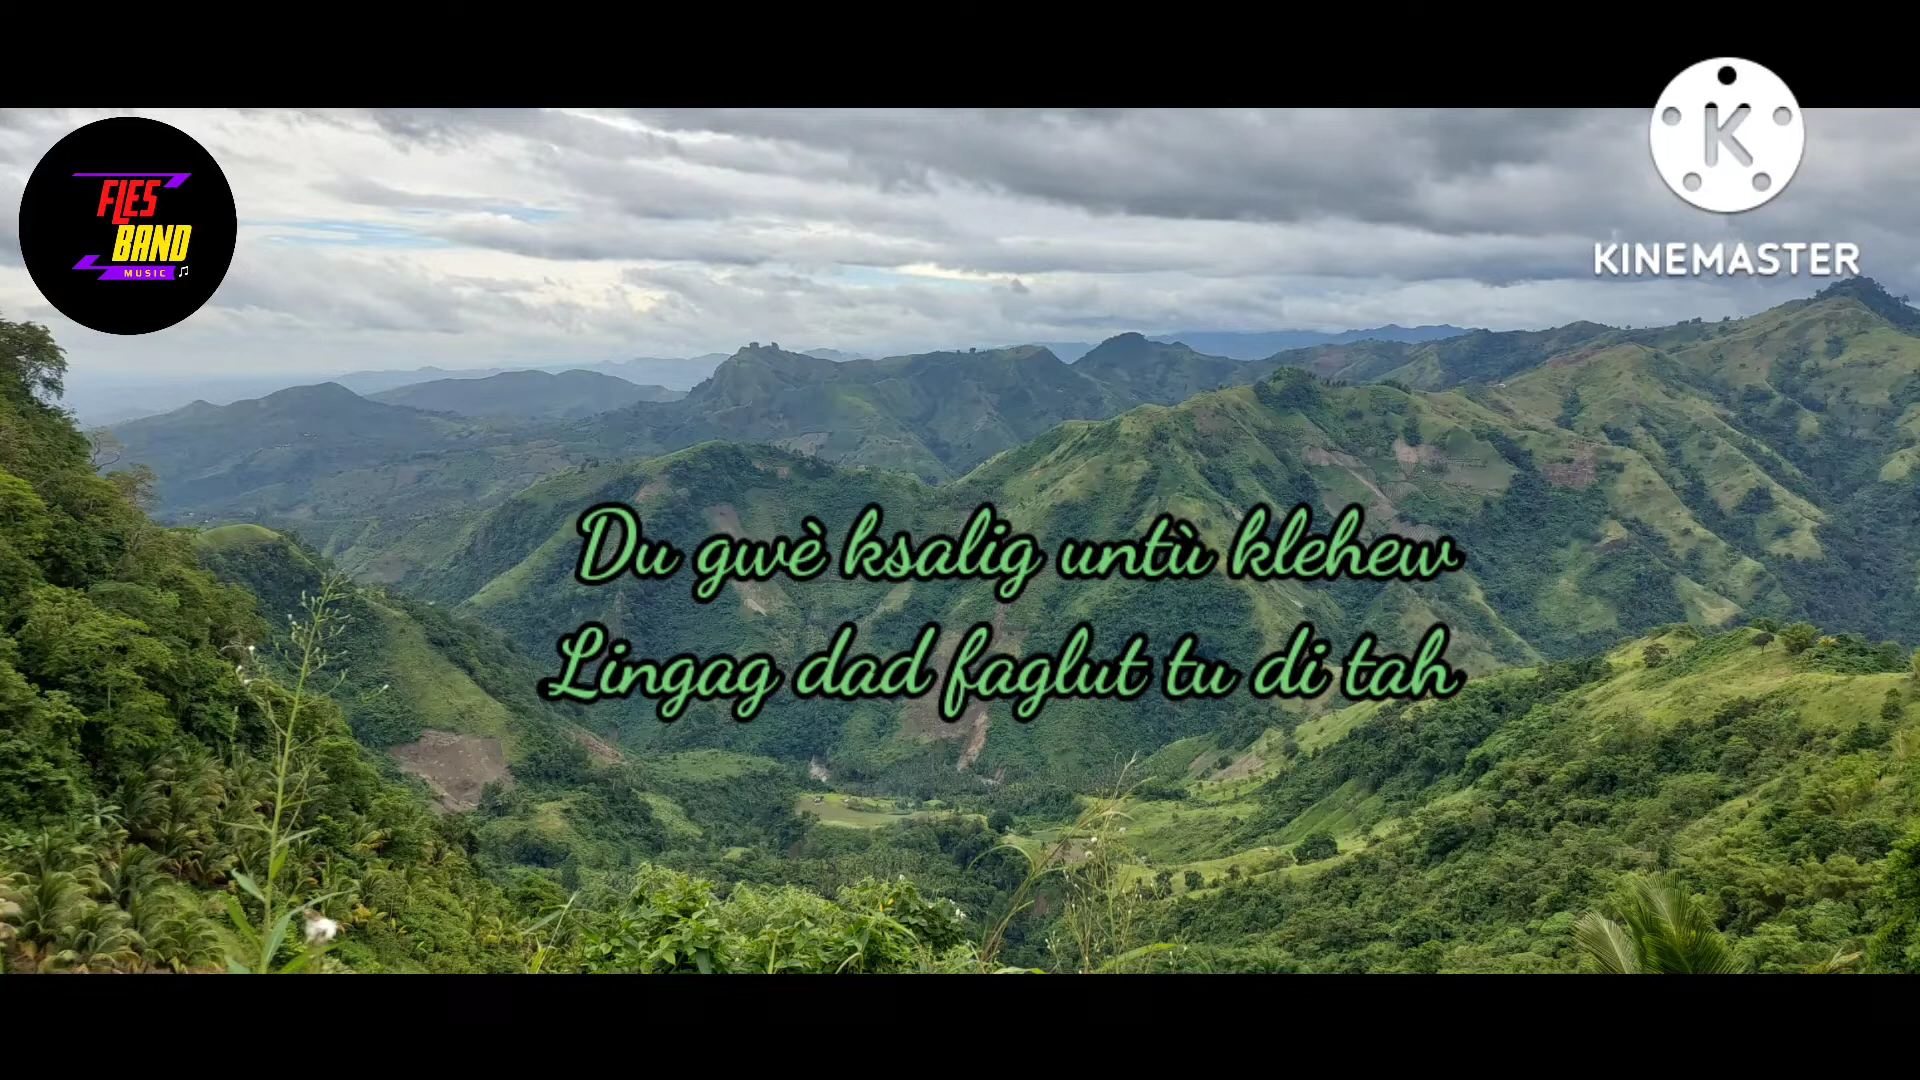 FLES
BAND
MUSIC
KINEMASTER
Du gwè ksalig untù klehew
Lingag dad faglut tu di tah